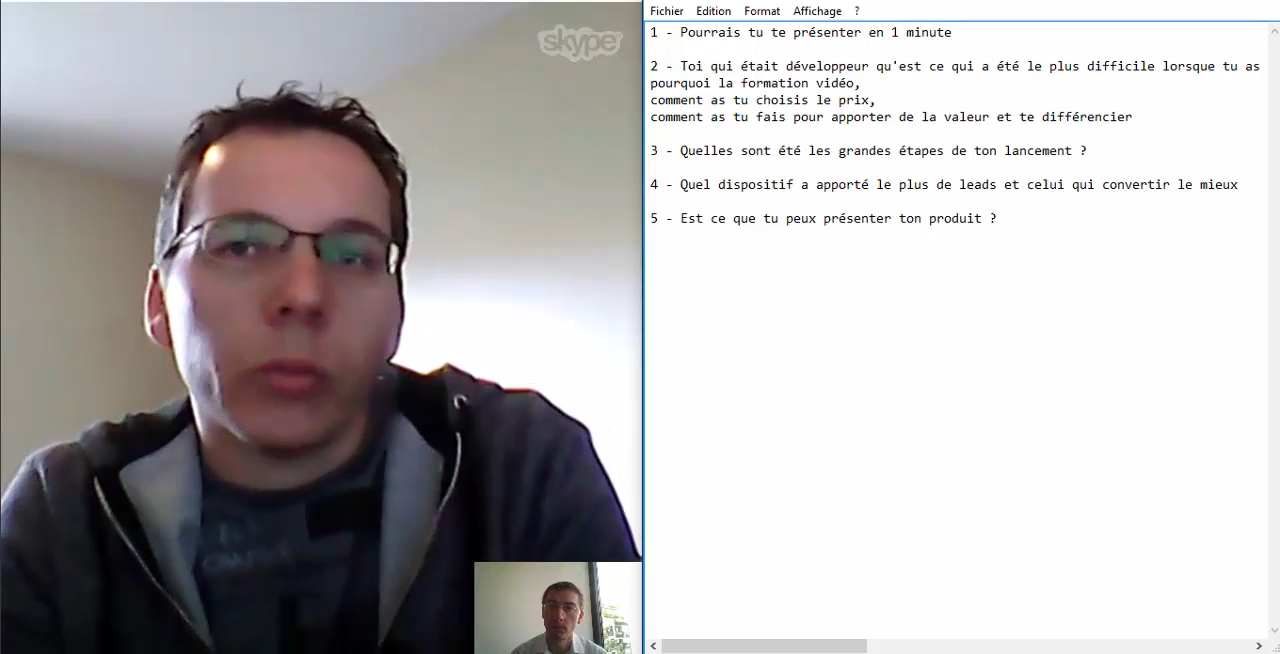 skype
Fichier Edition Format Affichage ?
1 - Pourrais tu te présenter en 1 minute
2 - Toi qui était développeur qu'est ce qui a été le plus difficile lorsque tu as
pourquoi la formation vidéo,
comment as tu choisis le prix,
comment as tu fais pour apporter de la valeur et te différencier
3 - Quelles sont été les grandes étapes de ton lancement ?
4 - Quel dispositif a apporté le plus de leads et celui qui convertir le mieux
5 - Est ce que tu peux présenter ton produit ?